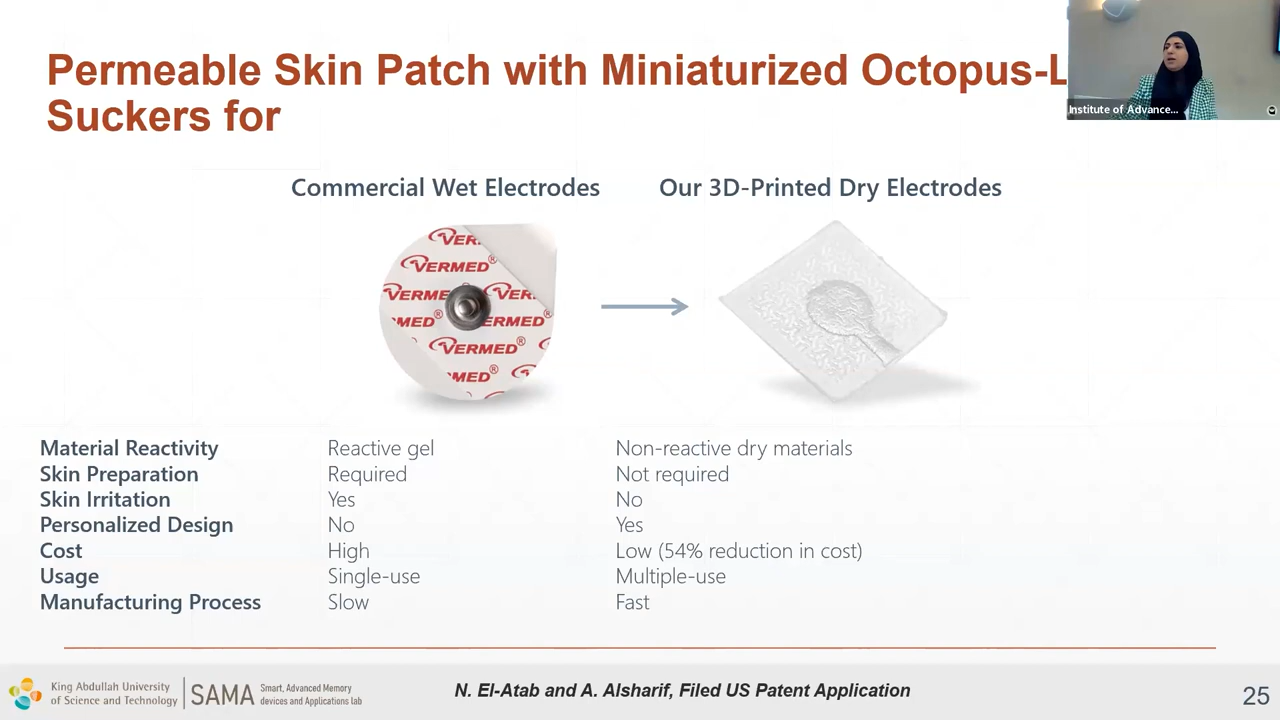 Permeable Skin Patch with Miniaturized Octopus-L
Suckers for
Institute of Advance...
Commercial Wet Electrodes
Our 3D-Printed Dry Electrodes
VER.
VERMED®
VERME VER.
MED® ERMED®
VERMED®
MED®
Material Reactivity Reactive gel Non-reactive dry materials
Skin Preparation Required Not required
Skin Irritation Yes No
Personalized Design No Yes
Cost High Low (54% reduction in cost)
Usage Single-use Multiple-use
Manufacturing Process Slow Fast
King Abdullah University
of Science and Technology
SAMA
Smart, Advanced Memory
devices and Applications lab
N. El-Atab and A. Alsharif, Filed US Patent Application
25